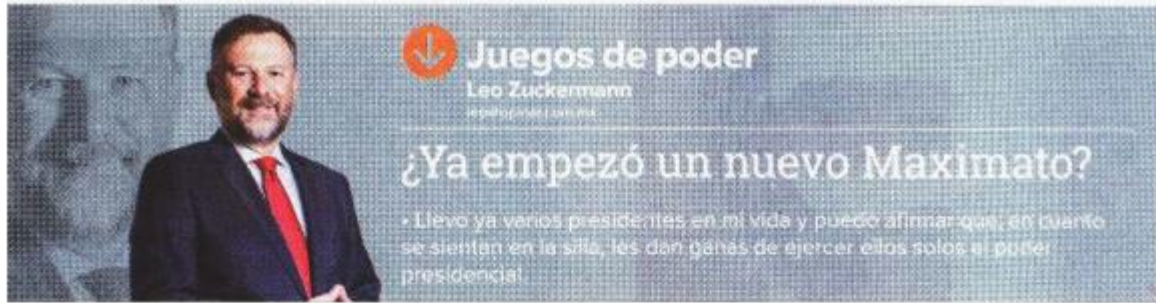 Juegos de poder
Leo Zuckermann
¿Ya empezó un nuevo Maximato?
• Llevo ya varios presidentes en mi vida y puedo afirmar que, en cuanto
se sientan en la silla, les dan ganas de ejercer ellos solos el poder
presidencial.